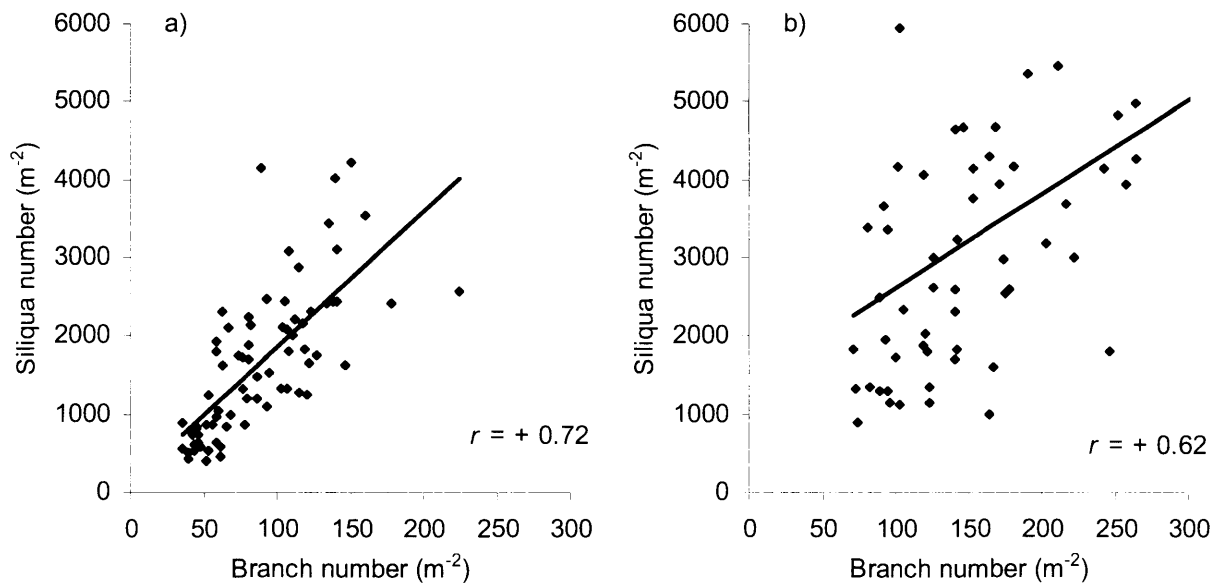 a)
6000
5000
4000
3000
2000
1000
0
Siliqua number (m⁻²)
r = + 0.72
0 50 100 150 200 250 300
Branch number (m⁻²)
b)
6000
5000
4000
3000
2000
1000
0
Siliqua number (m⁻²)
r = + 0.62
0 50 100 150 200 250 300
Branch number (m⁻²)